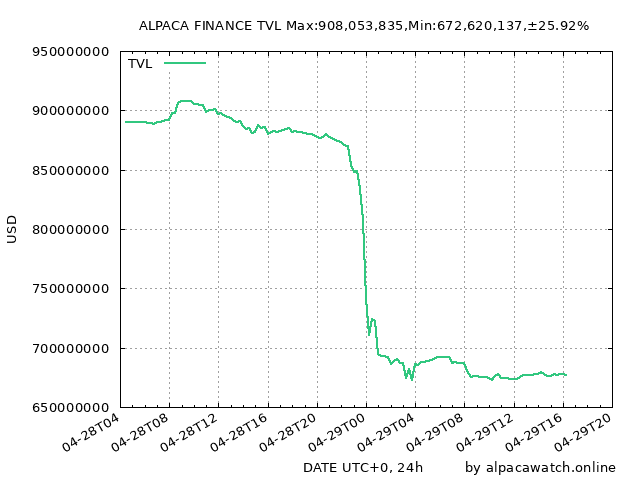 ALPACA FINANCE TVL Max:908,053,835,Min:672,620,137,±25.92%
950000000
TVL
900000000
850000000
800000000
USD
750000000
700000000
650000000
04-28T04
04-28T08
04-28T12
04-28T16
04-28T20
04-29T00
04-29T04
04-29T08
04-29T12
04-29T16
04-29T20
DATE UTC+0, 24h
by alpacawatch.online